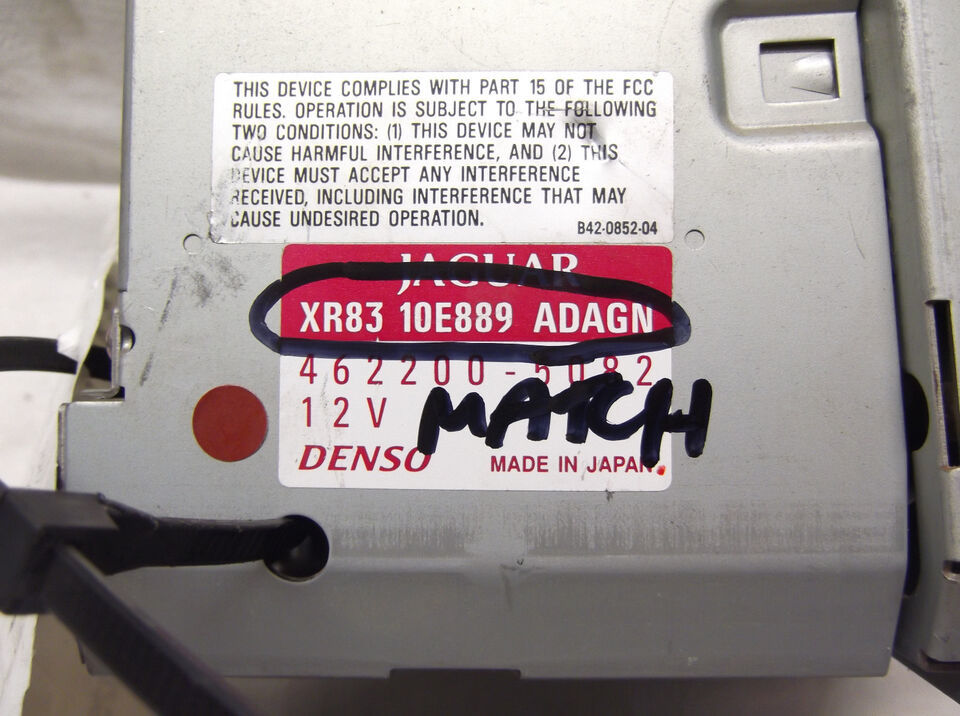 THIS DEVICE COMPLIES WITH PART 15 OF THE FCC
RULES. OPERATION IS SUBJECT TO THE FOLLOWING
TWO CONDITIONS: (1) THIS DEVICE MAY NOT
CAUSE HARMFUL INTERFERENCE, AND (2) THIS
DEVICE MUST ACCEPT ANY INTERFERENCE
RECEIVED, INCLUDING INTERFERENCE THAT MAY
CAUSE UNDESIRED OPERATION.
B42-0852-04
JAGUAR
XR83 10E889 ADAGN
462200-5082
12V
MATCH
DENSO
MADE IN JAPAN